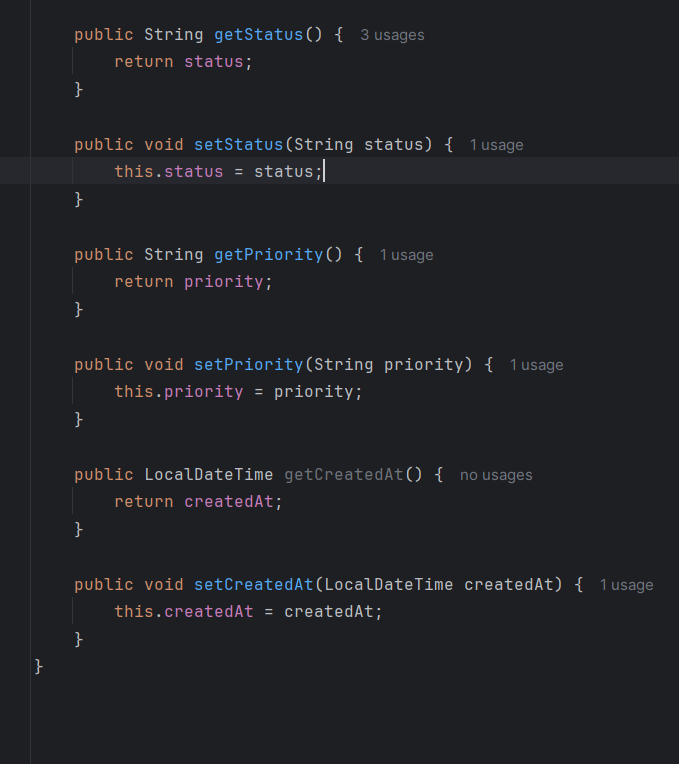 public String getStatus() { 3 usages
return status;
}
public void setStatus(String status) { 1 usage
this.status = status;
}
public String getPriority() { 1 usage
return priority;
}
public void setPriority(String priority) { 1 usage
this.priority = priority;
}
public LocalDateTime getCreatedAt() { no usages
return createdAt;
}
public void setCreatedAt(LocalDateTime createdAt) { 1 usage
this.createdAt = createdAt;
}
}